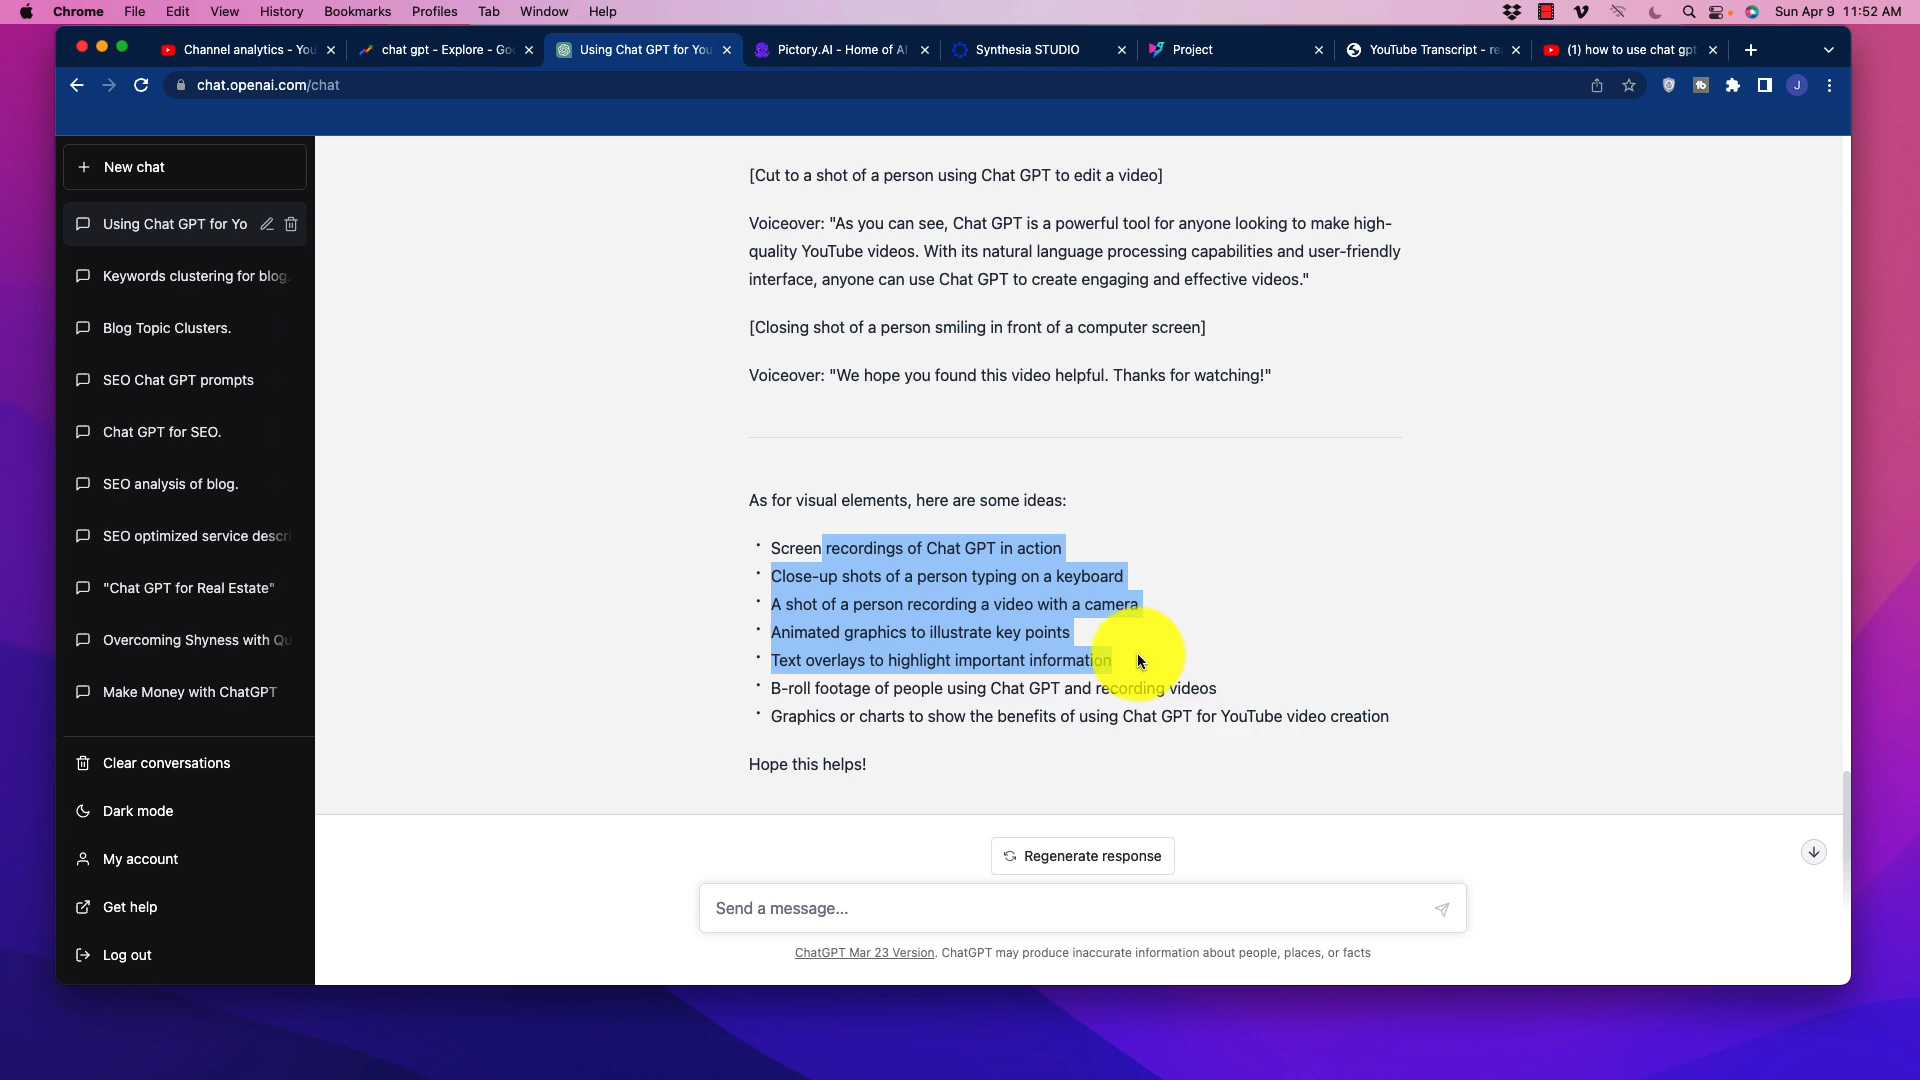 Chrome File Edit View History Bookmarks Profiles Tab Window Help Sun Apr 9 11:52 AM
Channel analytics - You chat gpt - Explore - Goo Using Chat GPT for You Pictory.AI - Home of AI Synthesia STUDIO Project YouTube Transcript - re (1) how to use chat gpt
chat.openai.com/chat
J
New chat
Using Chat GPT for Yo
Keywords clustering for blog.
Blog Topic Clusters.
SEO Chat GPT prompts
Chat GPT for SEO.
SEO analysis of blog.
SEO optimized service descri
"Chat GPT for Real Estate"
Overcoming Shyness with Qu
Make Money with ChatGPT
Clear conversations
Dark mode
My account
Get help
Log out
[Cut to a shot of a person using Chat GPT to edit a video]
Voiceover: "As you can see, Chat GPT is a powerful tool for anyone looking to make high-
quality YouTube videos. With its natural language processing capabilities and user-friendly
interface, anyone can use Chat GPT to create engaging and effective videos."
[Closing shot of a person smiling in front of a computer screen]
Voiceover: "We hope you found this video helpful. Thanks for watching!"
As for visual elements, here are some ideas:
• Screen recordings of Chat GPT in action
• Close-up shots of a person typing on a keyboard
• A shot of a person recording a video with a camera
• Animated graphics to illustrate key points
• Text overlays to highlight important information
• B-roll footage of people using Chat GPT and recording videos
• Graphics or charts to show the benefits of using Chat GPT for YouTube video creation
Hope this helps!
Regenerate response
Send a message...
ChatGPT Mar 23 Version. ChatGPT may produce inaccurate information about people, places, or facts